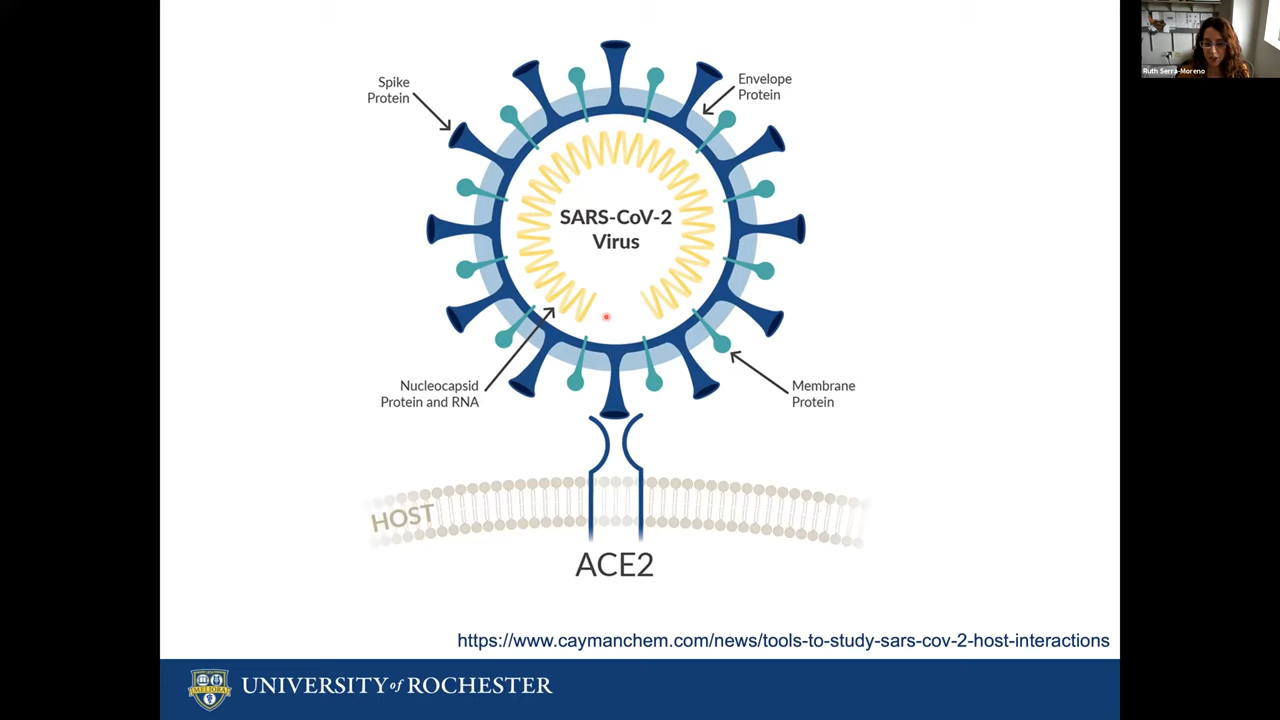 Ruth Serra-Moreno
Spike
Protein
Envelope
Protein
SARS-CoV-2
Virus
Nucleocapsid
Protein and RNA
Membrane
Protein
HOST
ACE2
https://www.caymanchem.com/news/tools-to-study-sars-cov-2-host-interactions
MELIORA
UNIVERSITY of ROCHESTER